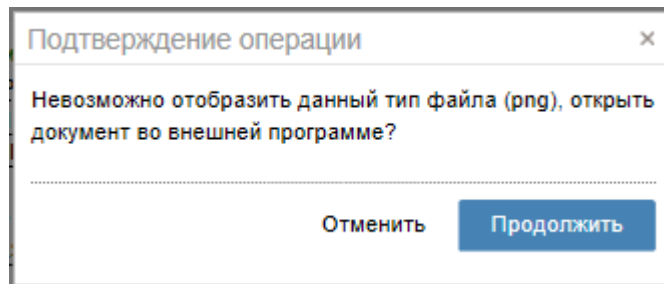 Подтверждение операции ×
Невозможно отобразить данный тип файла (png), открыть
документ во внешней программе?
Отменить Продолжить